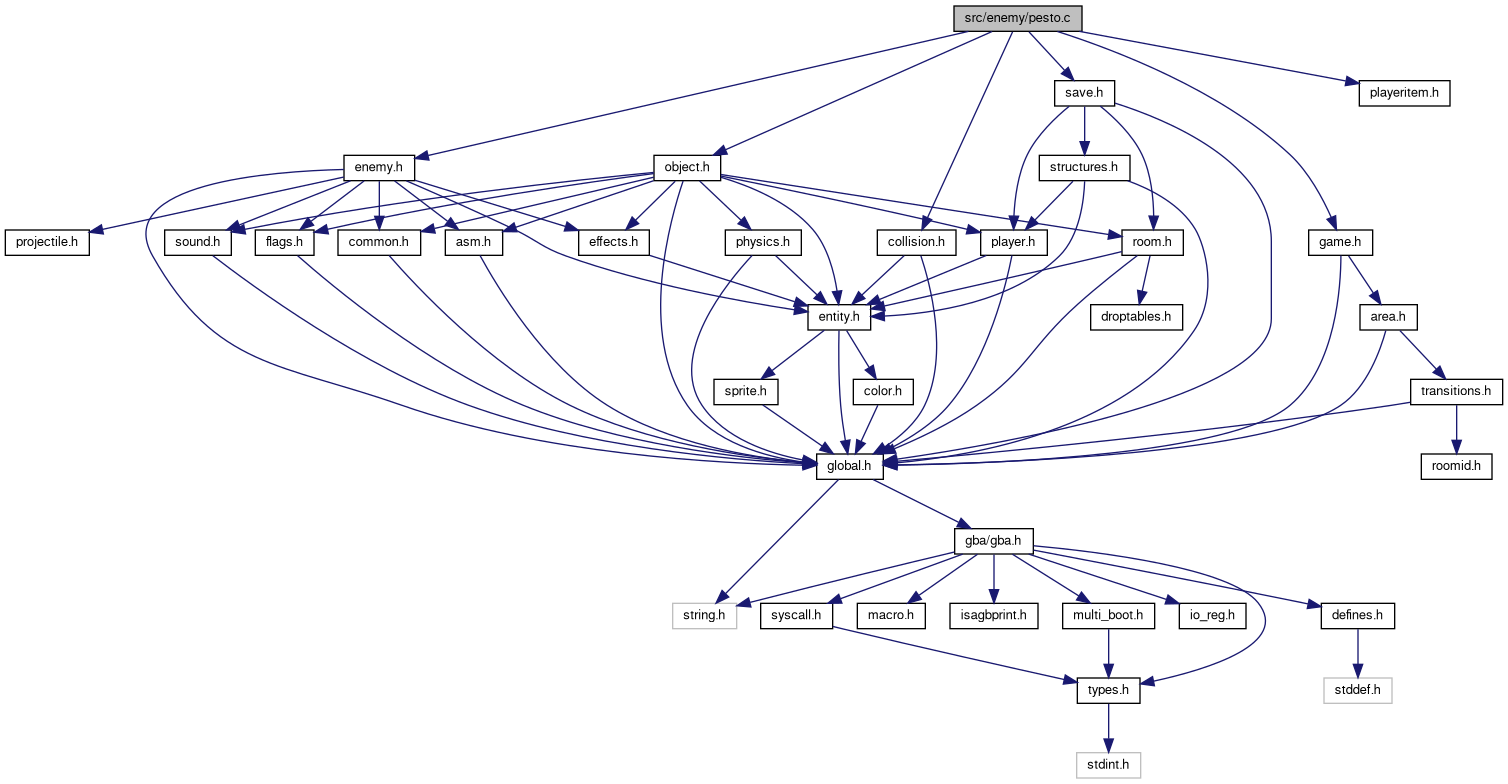 src/enemy/pesto.c
save.h
playeritem.h
enemy.h
object.h
structures.h
projectile.h
sound.h
flags.h
common.h
asm.h
effects.h
physics.h
collision.h
player.h
room.h
game.h
entity.h
droptables.h
area.h
sprite.h
color.h
transitions.h
global.h
roomid.h
gba/gba.h
string.h
syscall.h
macro.h
isagbprint.h
multi_boot.h
io_reg.h
defines.h
types.h
stddef.h
stdint.h